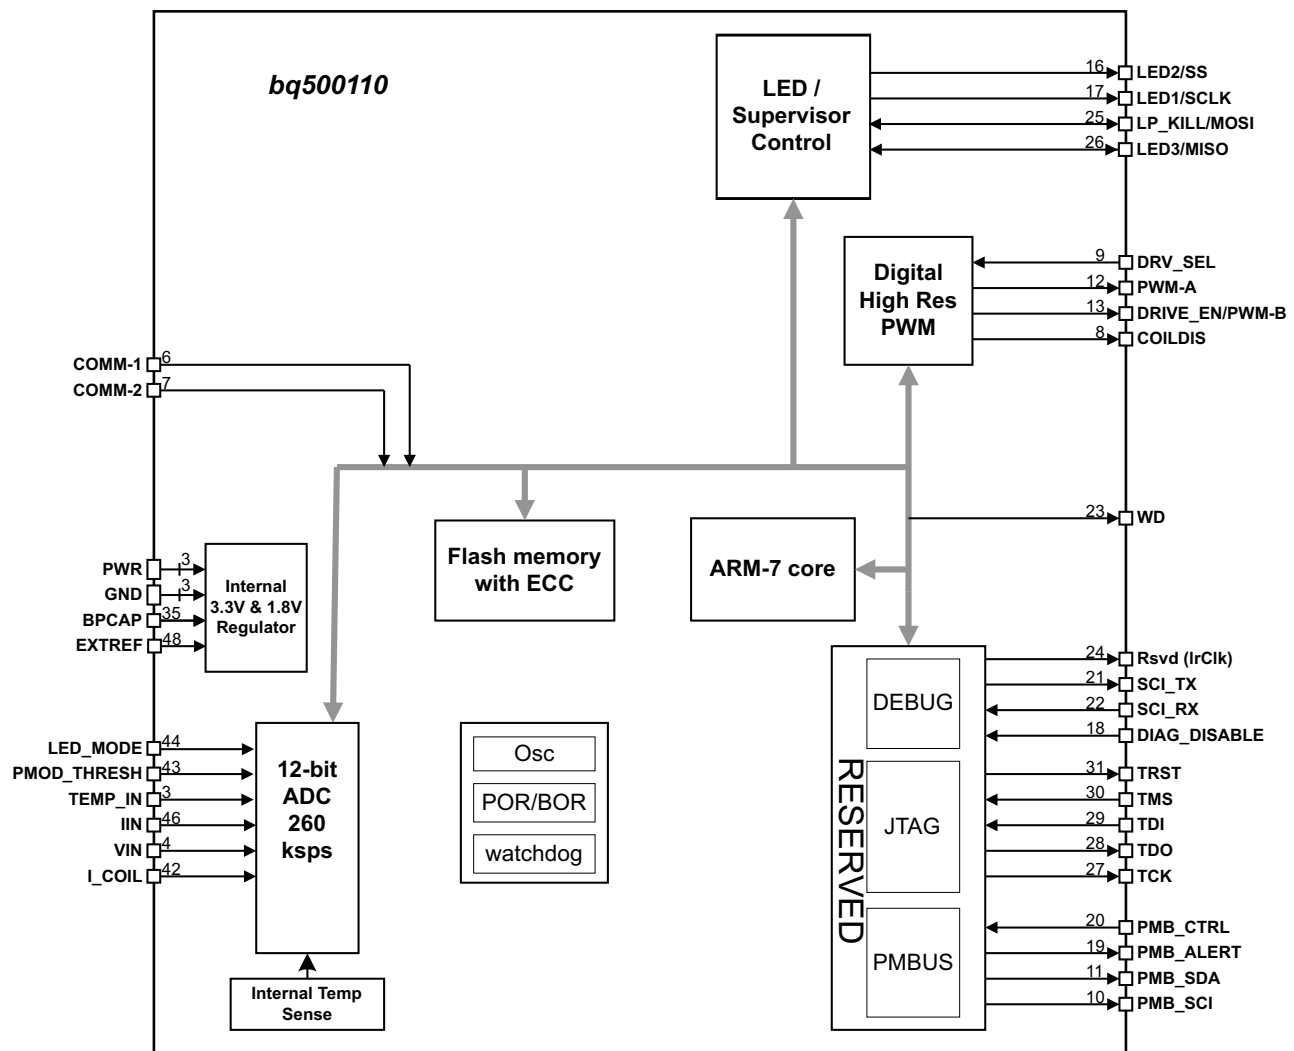 bq500110
LED /
Supervisor
Control
16 LED2/SS
17 LED1/SCLK
25 LP_KILL/MOSI
26 LED3/MISO
Digital
High Res
PWM
9 DRV_SEL
12 PWM-A
13 DRIVE_EN/PWM-B
8 COILDIS
COMM-1 6
COMM-2 7
23 WD
Flash memory
with ECC
ARM-7 core
PWR 3
GND 3
BPCAP 35
EXTREF 48
Internal
3.3V & 1.8V
Regulator
LED_MODE 44
PMOD_THRESH 43
TEMP_IN 3
IIN 46
VIN 4
I_COIL 42
12-bit
ADC
260
ksps
Internal Temp
Sense
Osc
POR/BOR
watchdog
RESERVED
DEBUG
JTAG
PMBUS
24 Rsvd (IrClk)
21 SCI_TX
22 SCI_RX
18 DIAG_DISABLE
31 TRST
30 TMS
29 TDI
28 TDO
27 TCK
20 PMB_CTRL
19 PMB_ALERT
11 PMB_SDA
10 PMB_SCI